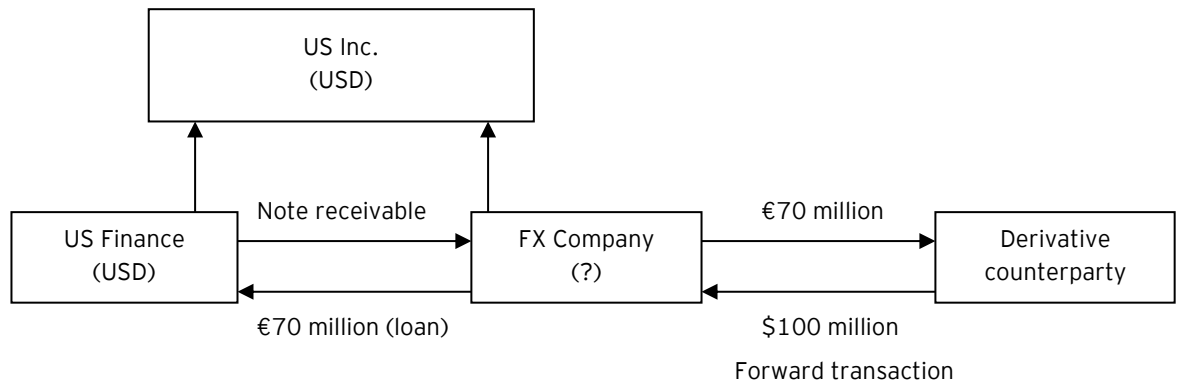 US Inc.
(USD)
Note receivable
€70 million
US Finance
(USD)
FX Company
(?)
Derivative
counterparty
€70 million (loan)
$100 million
Forward transaction